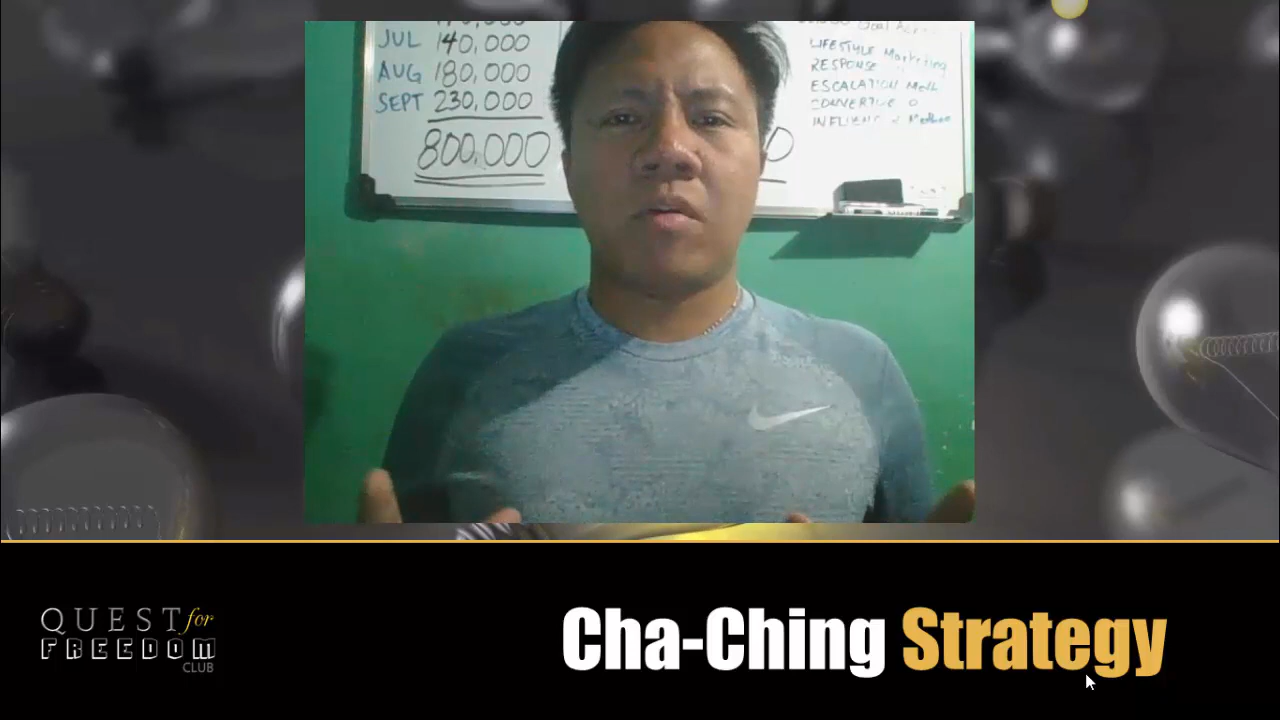 JUL 140,000
AUG 180,000
SEPT 230,000
800,000
LIFESTYLE Marketing
RESPONSE
ESCALATION
QUEST for
FREEDOM
CLUB
Cha-Ching Strategy